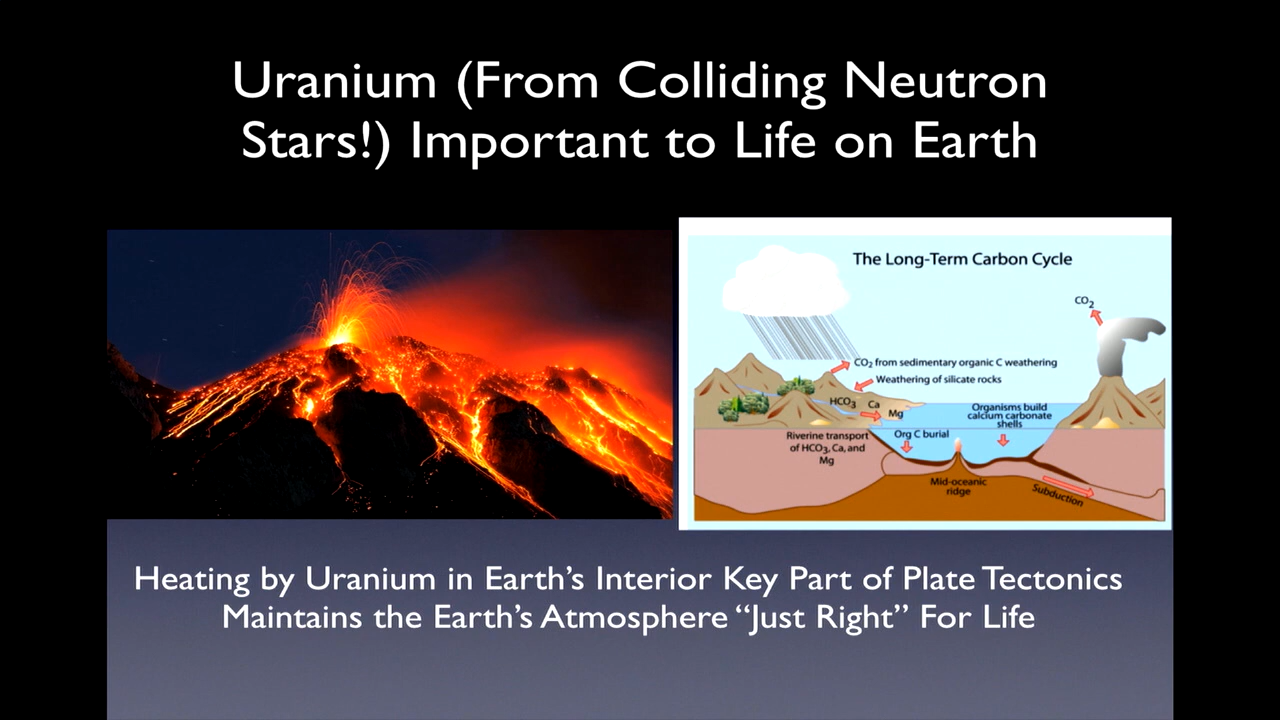 Uranium (From Colliding Neutron
Stars!) Important to Life on Earth
The Long-Term Carbon Cycle
CO2
CO2 from sedimentary organic C weathering
Weathering of silicate rocks
HCO3
Ca
Mg
Organisms build
calcium carbonate
shells
Riverine transport
of HCO3, Ca, and
Mg
Org C burial
Mid-oceanic
ridge
Subduction
Heating by Uranium in Earth's Interior Key Part of Plate Tectonics
Maintains the Earth's Atmosphere “Just Right” For Life